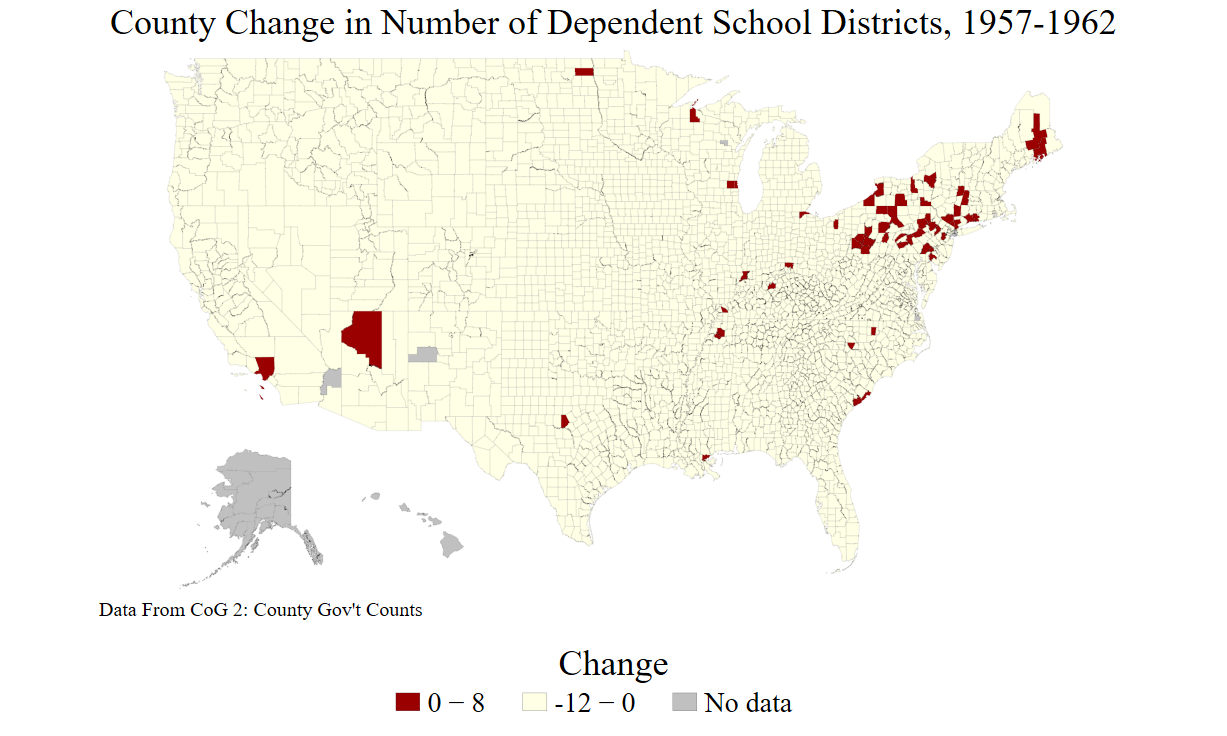 County Change in Number of Dependent School Districts, 1957-1962
Data From CoG 2: County Gov't Counts
Change
0 − 8 -12 − 0 No data